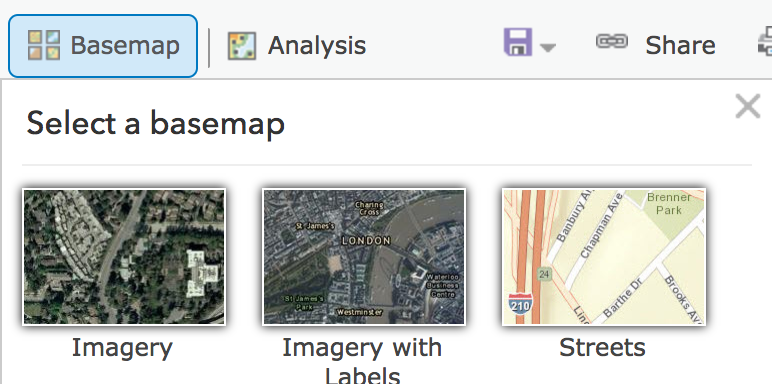 Basemap
Analysis
Share
Select a basemap
Charing
Cross
St-James's
LONDON
Waterloo
Business
Centre
St James's
Park
Westminster
Brenner
Park
Banbury
Chapman Ave
24
210
Barthe Dr
Brooks
Imagery
Imagery with
Labels
Streets